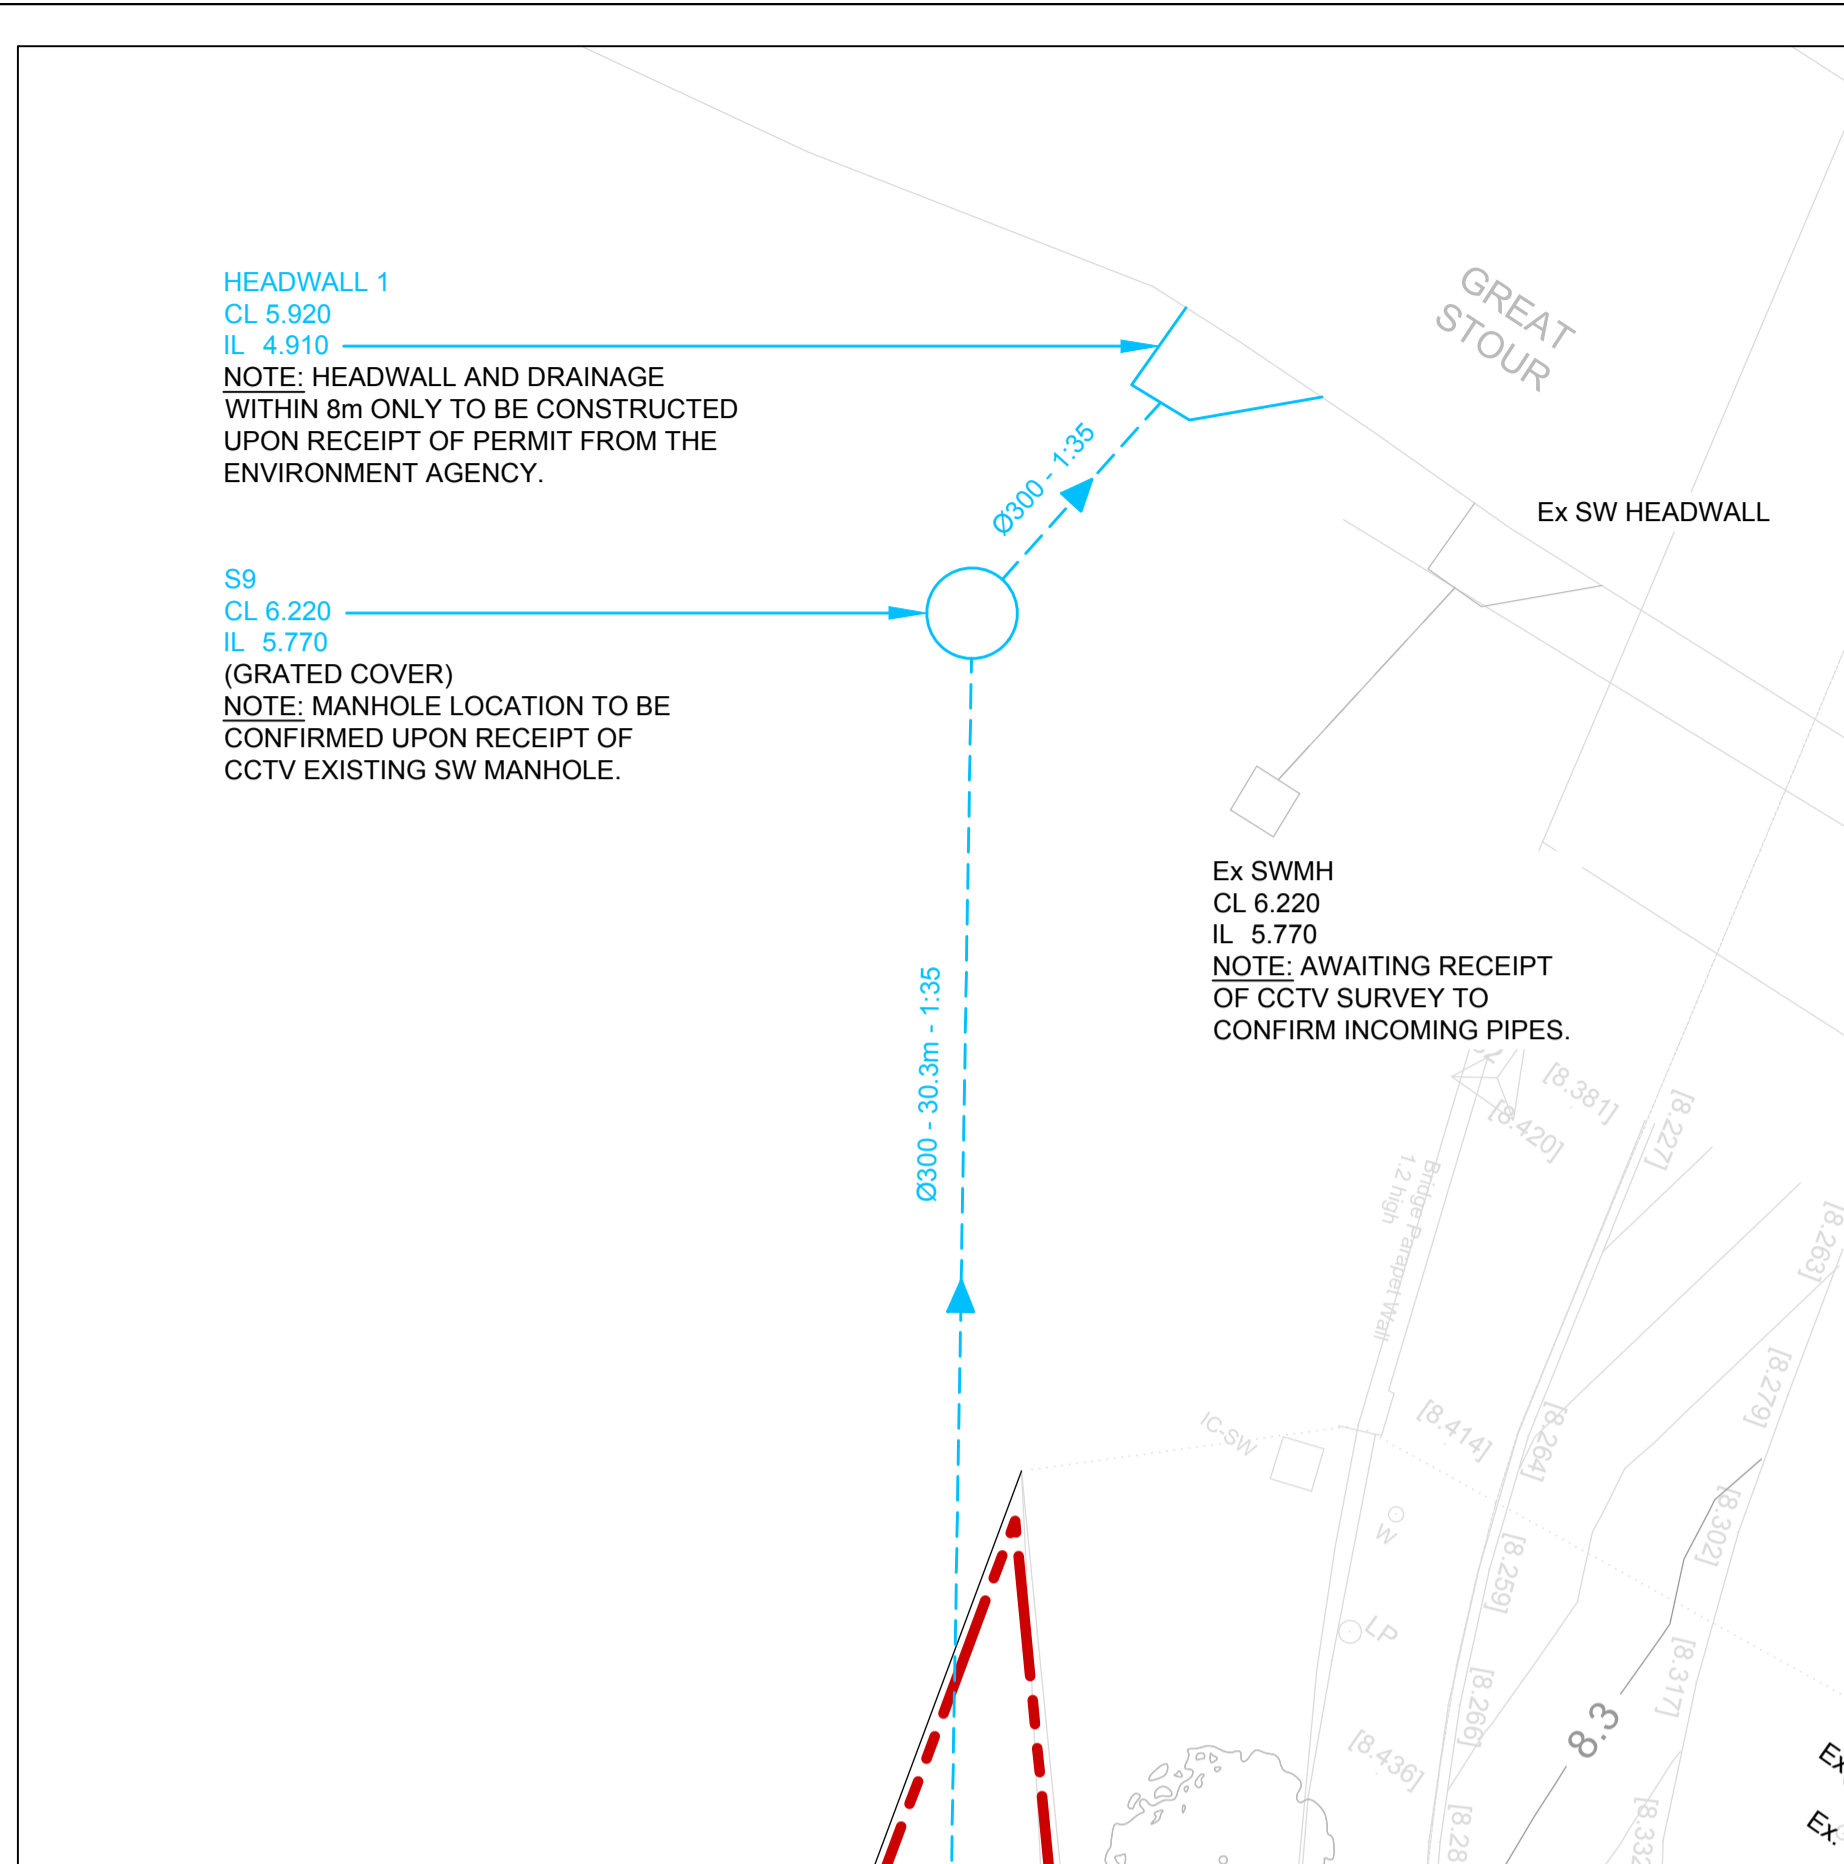 HEADWALL 1
CL 5.920
IL 4.910
NOTE: HEADWALL AND DRAINAGE
WITHIN 8m ONLY TO BE CONSTRUCTED
UPON RECEIPT OF PERMIT FROM THE
ENVIRONMENT AGENCY.
GREAT
STOUR
Ø300 - 1:35
Ex SW HEADWALL
S9
CL 6.220
IL 5.770
(GRATED COVER)
NOTE: MANHOLE LOCATION TO BE
CONFIRMED UPON RECEIPT OF
CCTV EXISTING SW MANHOLE.
Ex SWMH
CL 6.220
IL 5.770
NOTE: AWAITING RECEIPT
OF CCTV SURVEY TO
CONFIRM INCOMING PIPES.
Ø300 - 30.3m - 1:35
[8.381]
[8.420]
[8.227]
Bridge Parapet Wall
1.2 high
[8.263]
[8.279]
IC-SW
[8.414]
[8.264]
[8.302]
W
[8.259]
LP
[8.317]
[8.266]
8.3
[8.436]
[8.28
[8.332
Ex
Ex.